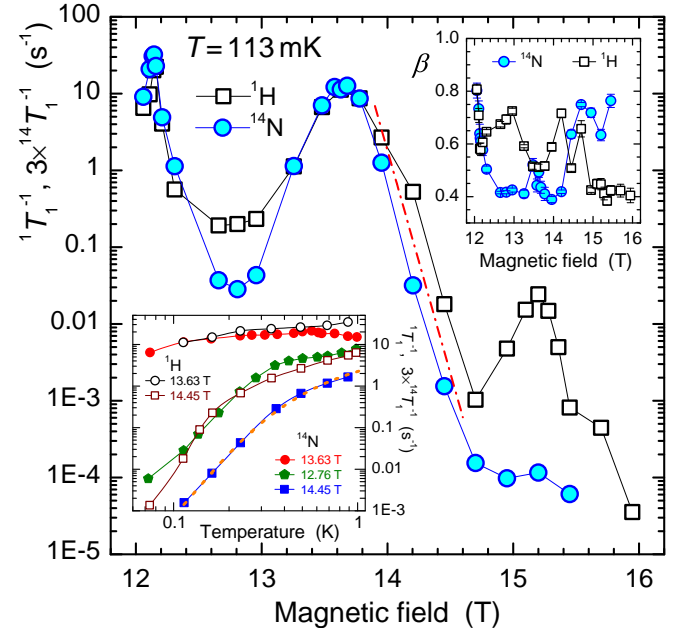 T = 113 mK
¹H
¹⁴N
¹T₁⁻¹, 3×¹⁴T₁⁻¹ (s⁻¹)
100
10
1
0.1
0.01
1E-3
1E-4
1E-5
12 13 14 15 16
Magnetic field (T)
β
¹⁴N ¹H
1.0
0.8
0.6
0.4
12 13 14 15 16
Magnetic field (T)
¹H
13.63 T
14.45 T
¹⁴N
13.63 T
12.76 T
14.45 T
10
1
0.1
0.01
1E-3
¹T₁⁻¹, 3×¹⁴T₁⁻¹ (s⁻¹)
0.1 1
Temperature (K)